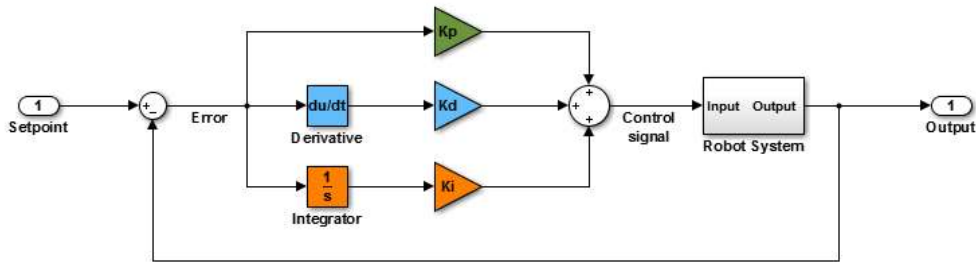 Kp
1
Setpoint
+
−
Error
du/dt
Derivative
Kd
+
+
+
Control
signal
Input Output
Robot System
1
Output
1
s
Integrator
Ki